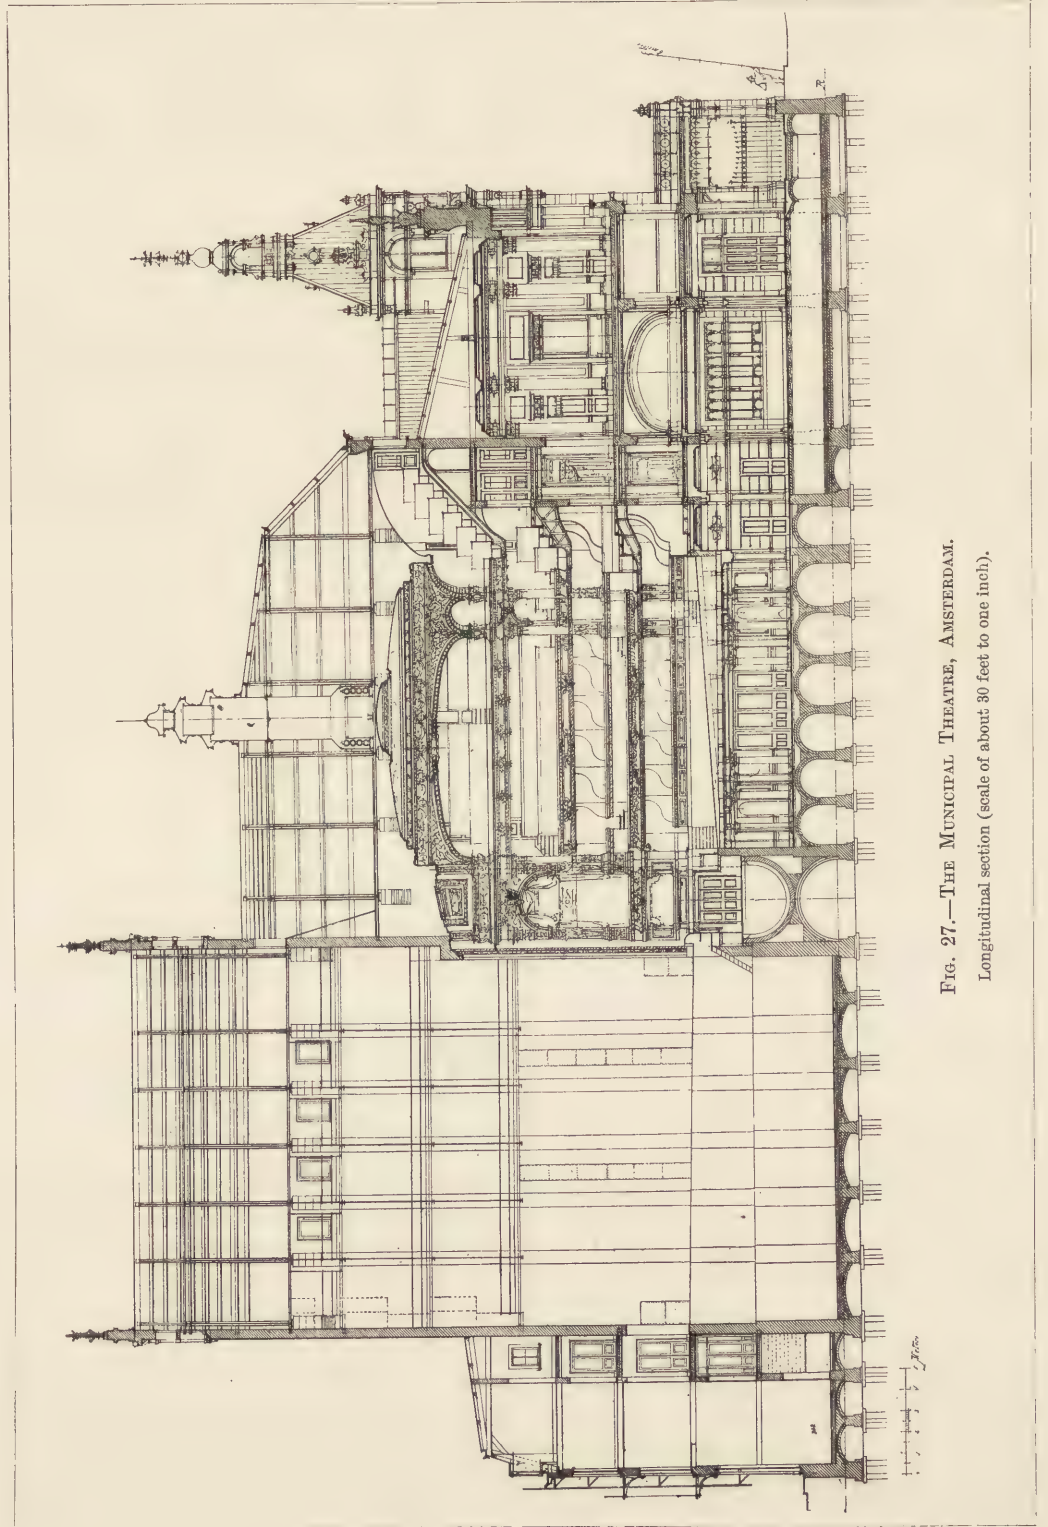 FIG. 27.—THE MUNICIPAL THEATRE, AMSTERDAM.
Longitudinal section (scale of about 30 feet to one inch).